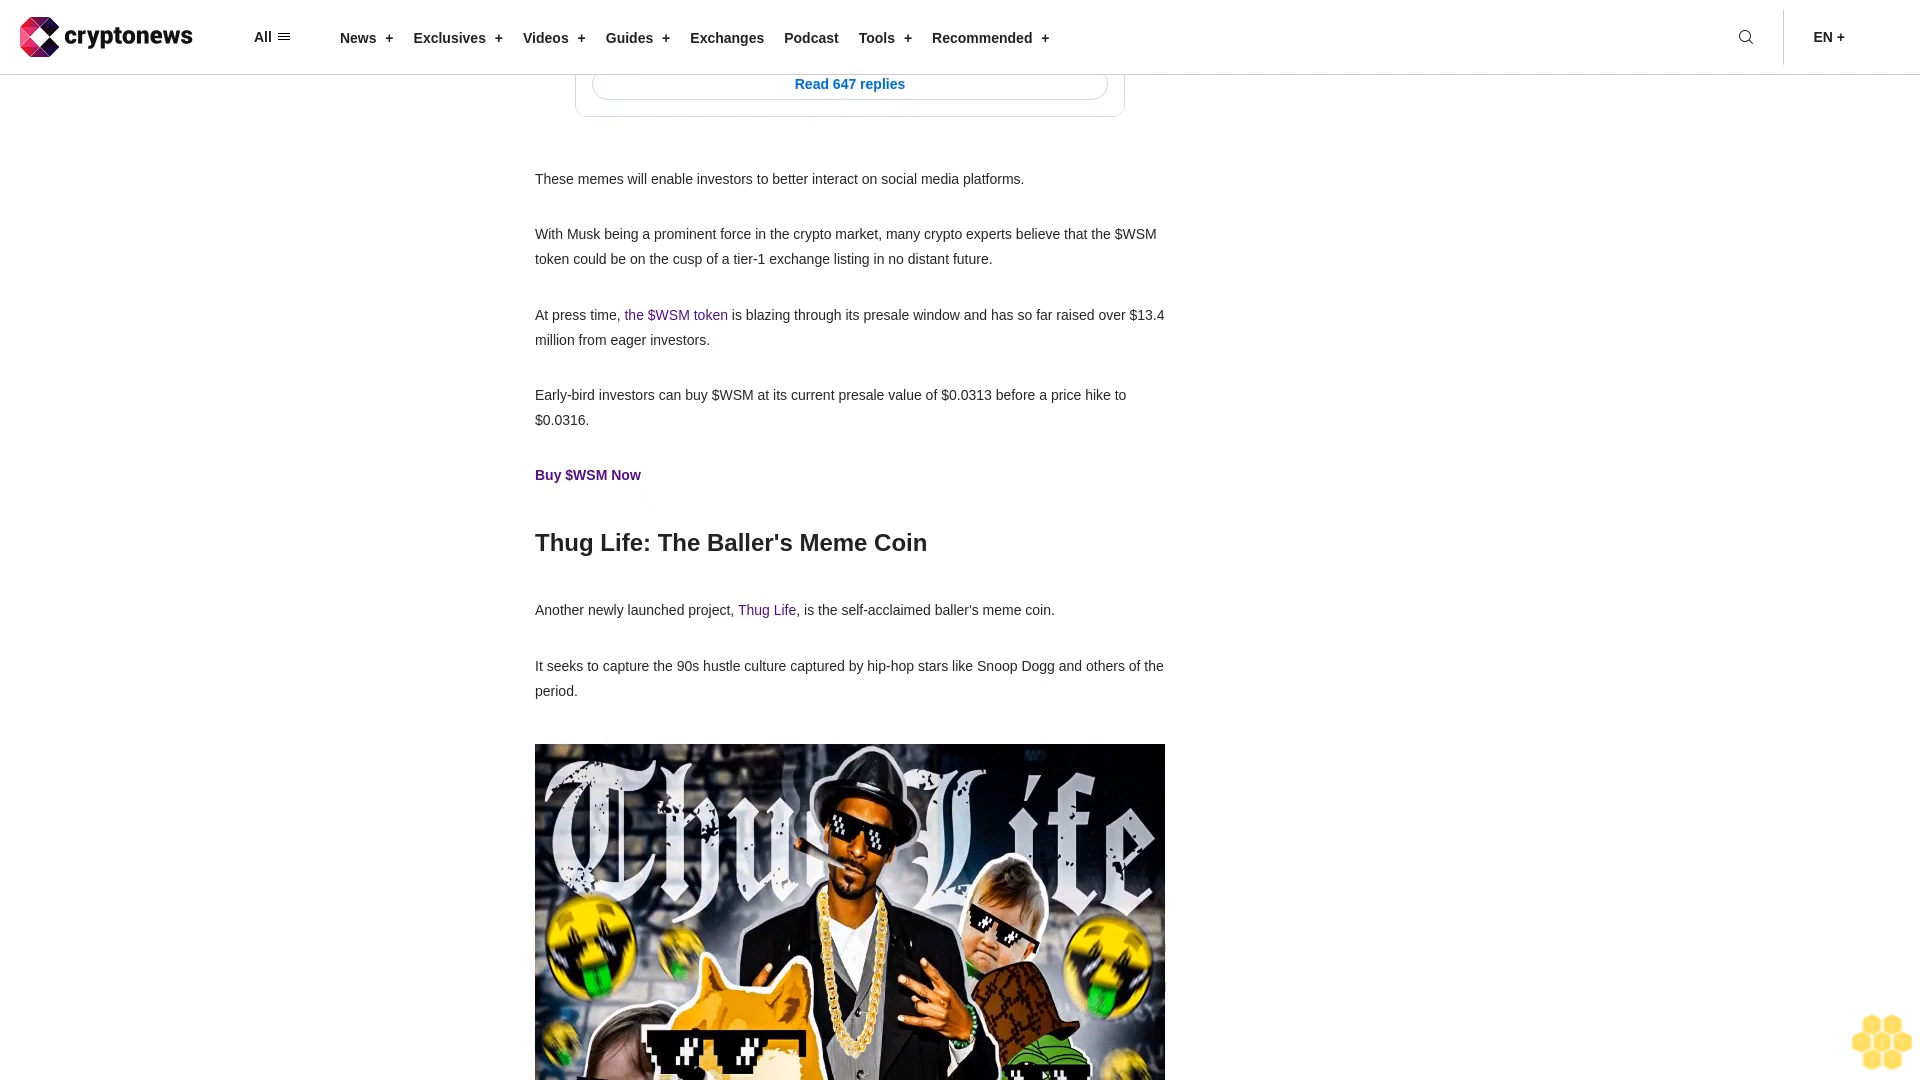 cryptonews
All
News + Exclusives + Videos + Guides + Exchanges Podcast Tools + Recommended +
EN +
Read 647 replies
These memes will enable investors to better interact on social media platforms.
With Musk being a prominent force in the crypto market, many crypto experts believe that the $WSM
token could be on the cusp of a tier-1 exchange listing in no distant future.
At press time, the $WSM token is blazing through its presale window and has so far raised over $13.4
million from eager investors.
Early-bird investors can buy $WSM at its current presale value of $0.0313 before a price hike to
$0.0316.
Buy $WSM Now
Thug Life: The Baller's Meme Coin
Another newly launched project, Thug Life, is the self-acclaimed baller's meme coin.
It seeks to capture the 90s hustle culture captured by hip-hop stars like Snoop Dogg and others of the
period.
Thug Life